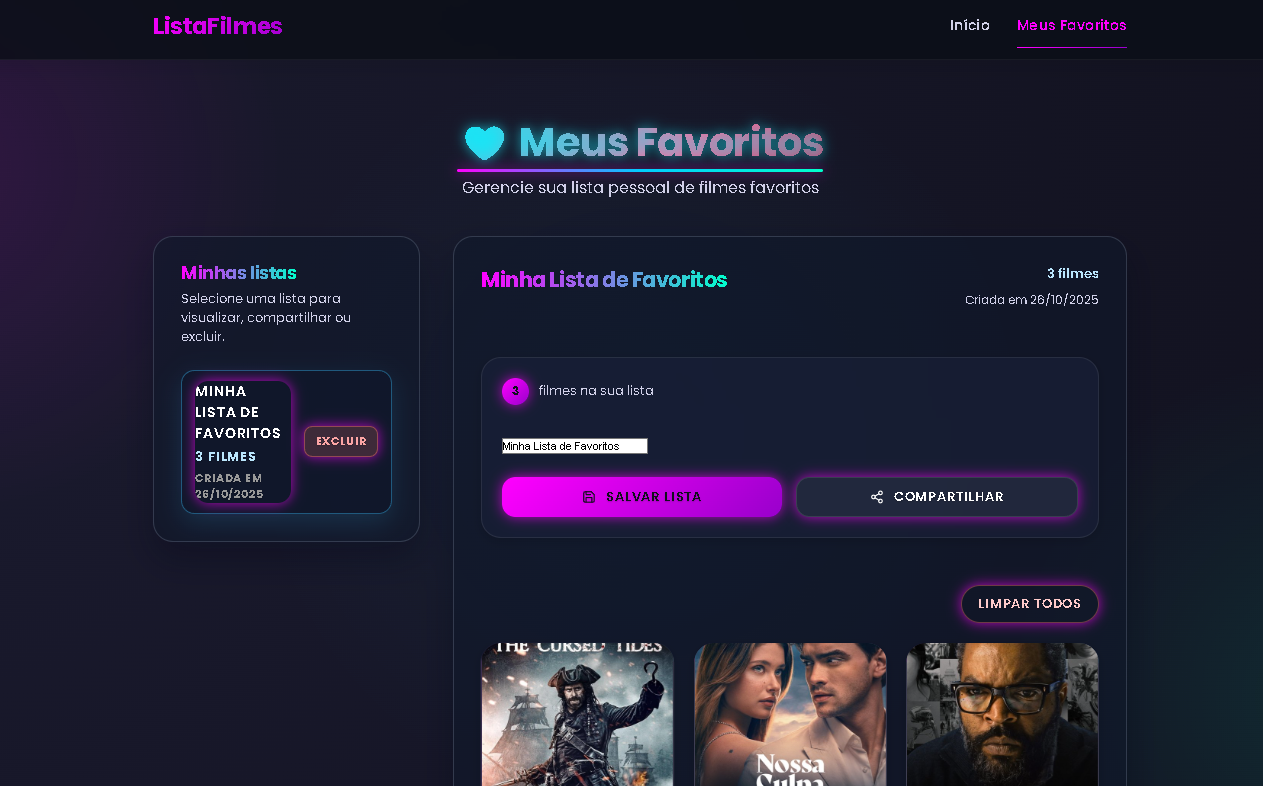 ListaFilmes
Início
Meus Favoritos
Meus Favoritos
Gerencie sua lista pessoal de filmes favoritos
Minhas listas
Selecione uma lista para
visualizar, compartilhar ou
excluir.
MINHA
LISTA DE
FAVORITOS
3 FILMES
CRIADA EM
26/10/2025
EXCLUIR
Minha Lista de Favoritos
3 filmes
Criada em 26/10/2025
3 filmes na sua lista
Minha Lista de Favoritos
SALVAR LISTA
COMPARTILHAR
LIMPAR TODOS
THE CURSED TIDES
Nossa
Culpa